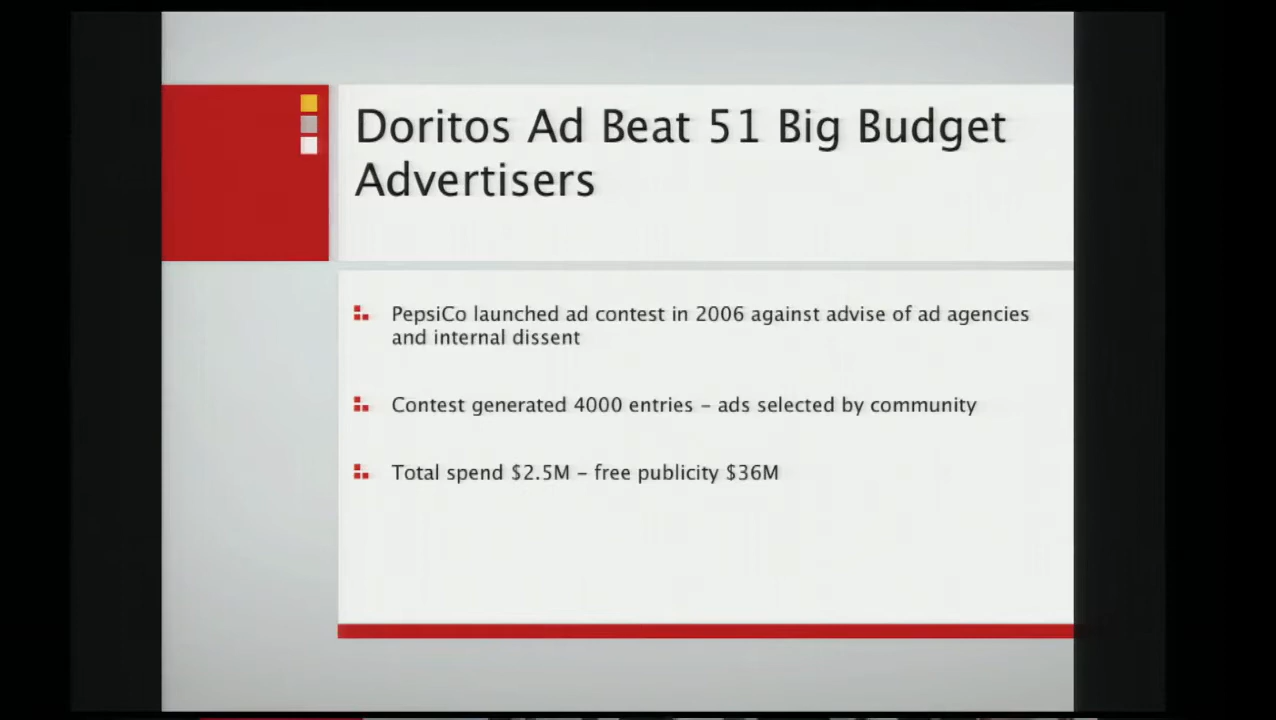 Doritos Ad Beat 51 Big Budget
Advertisers
PepsiCo launched ad contest in 2006 against advise of ad agencies
and internal dissent
Contest generated 4000 entries – ads selected by community
Total spend $2.5M – free publicity $36M